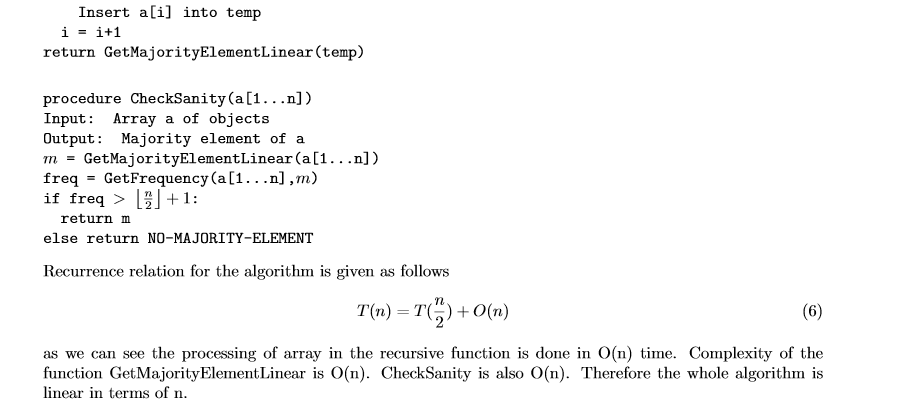 Insert a[i] into temp
i = i+1
return GetMajorityElementLinear(temp)
procedure CheckSanity(a[1...n])
Input: Array a of objects
Output: Majority element of a
m = GetMajorityElementLinear(a[1...n])
freq = GetFrequency(a[1...n],m)
if freq > ⌊n/2⌋ + 1:
return m
else return NO-MAJORITY-ELEMENT
Recurrence relation for the algorithm is given as follows
T(n) = T(n/2) + O(n) (6)
as we can see the processing of array in the recursive function is done in O(n) time. Complexity of the
function GetMajorityElementLinear is O(n). CheckSanity is also O(n). Therefore the whole algorithm is
linear in terms of n.